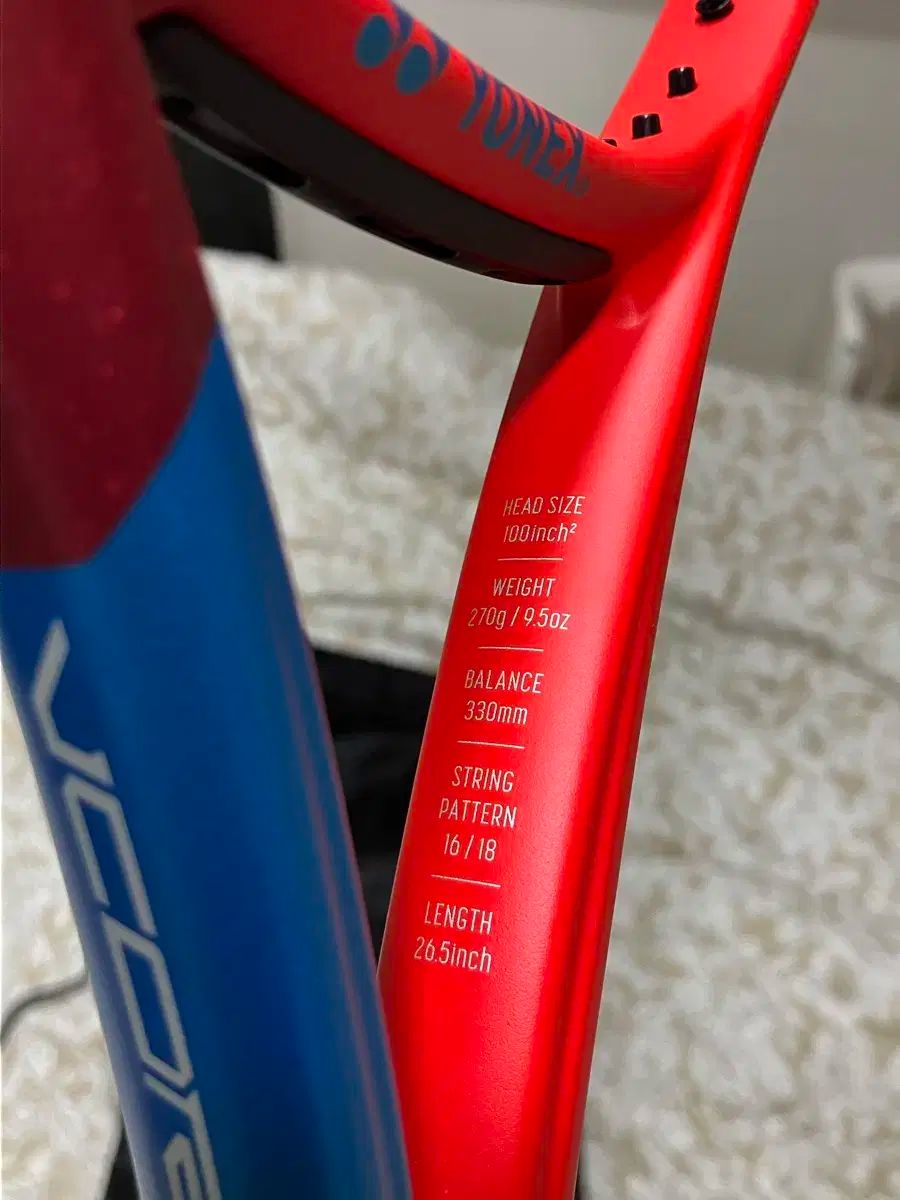 YONEX
HEAD SIZE
100inch²
WEIGHT
270g / 9.5oz
BALANCE
330mm
STRING
PATTERN
16 / 18
LENGTH
26.5inch
VCORE